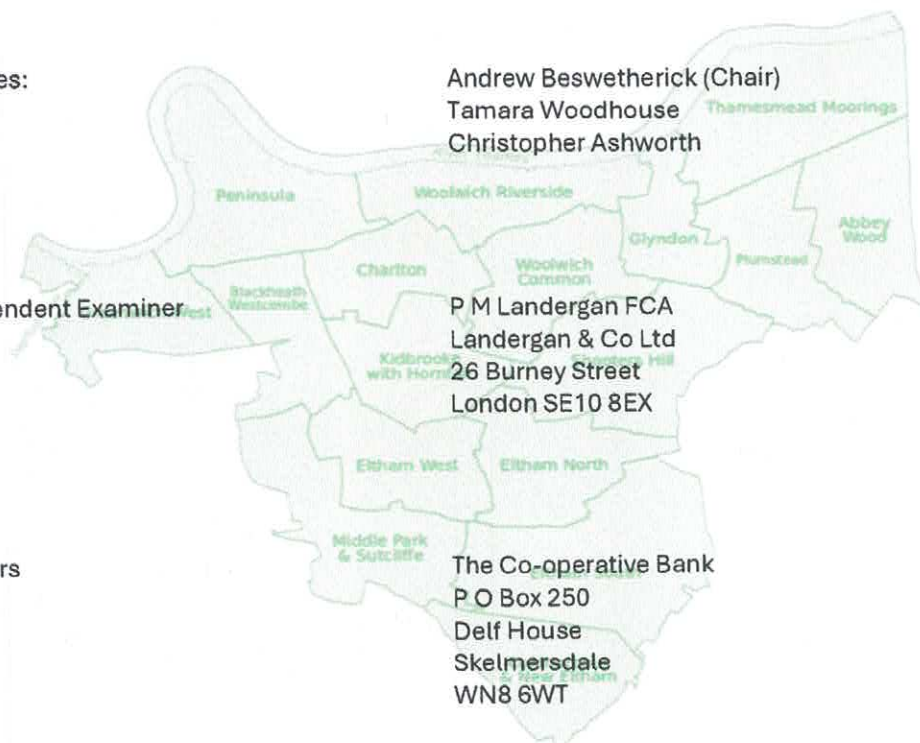 es:
Andrew Beswetherick (Chair)
Tamara Woodhouse
Thamesmead Moorings
Christopher Ashworth
Peninsula
Woolwich Riverside
Glyndon
Abbey
Wood
Plumstead
Charlton
Woolwich
Common
Blackheath
Westcombe
endent Examiner
West
P M Landergan FCA
Landergan & Co Ltd
Kidbrooke
with
Hill
26 Burney Street
London SE10 8EX
Eltham West
Eltham North
Middle Park
& Sutcliffe
rs
The Co-operative Bank
P O Box 250
Delf House
Skelmersdale
& New Eltham
WN8 6WT